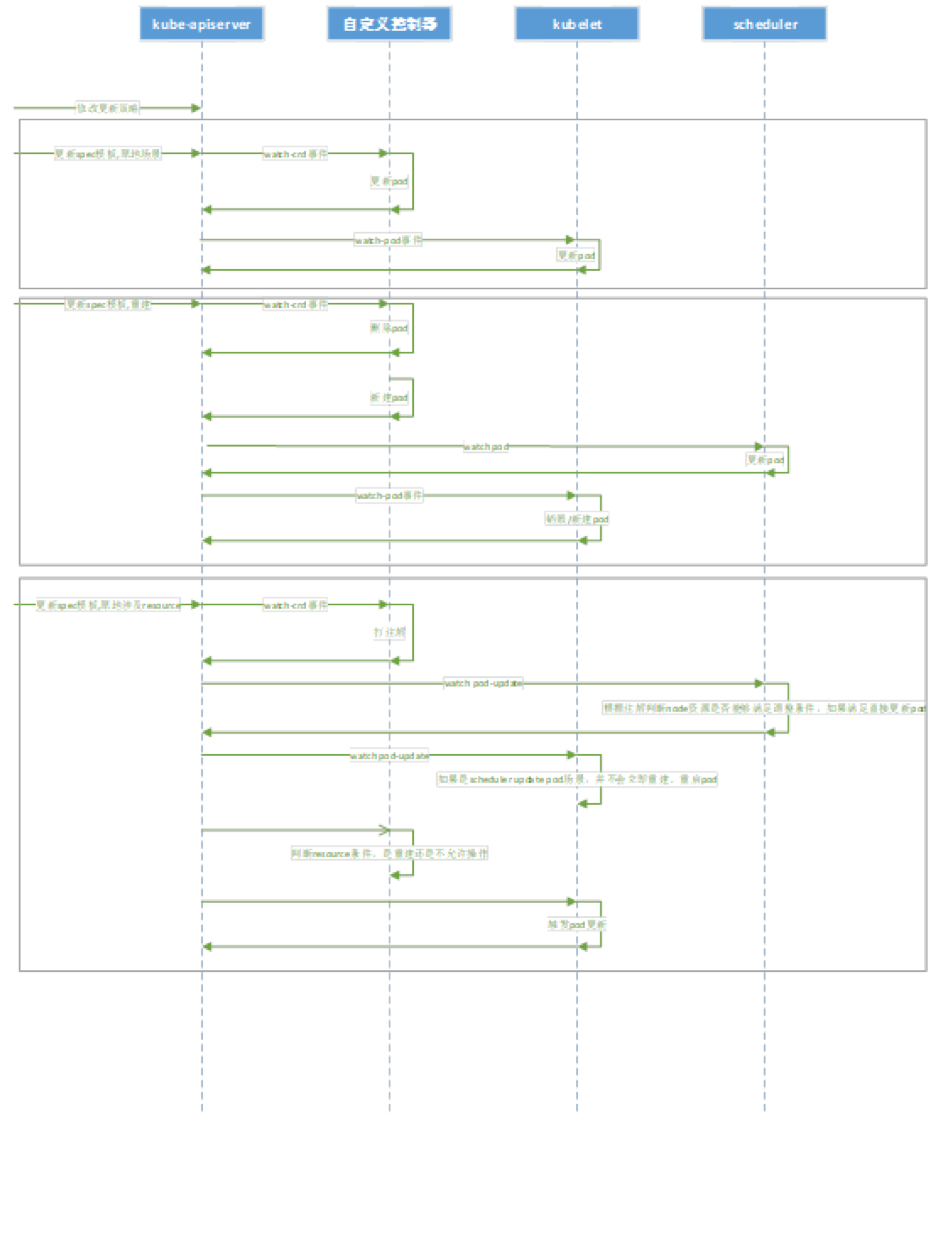 kube-apiserver
自定义控制器
kubelet
scheduler
修改更新策略
更新spec模板,原地场景
watch-crd事件
更新pod
watch-pod事件
更新pod
更新spec模板,重建
watch-crd事件
删除pod
新建pod
watch pod
更新pod
watch-pod事件
销毁/新建pod
更新spec模板,原地涉及resource
watch-crd事件
打注解
watch pod-update
根据注解判断node资源是否能够满足调整条件,如果满足直接更新pod
watch pod-update
如果是scheduler update pod场景,并不会立即重建,重启pod
判断resource条件,是重建还是不允许操作
触发pod更新